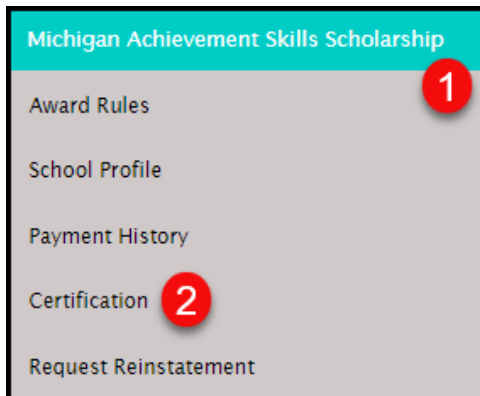 Michigan Achievement Skills Scholarship
1
Award Rules
School Profile
Payment History
Certification 2
Request Reinstatement